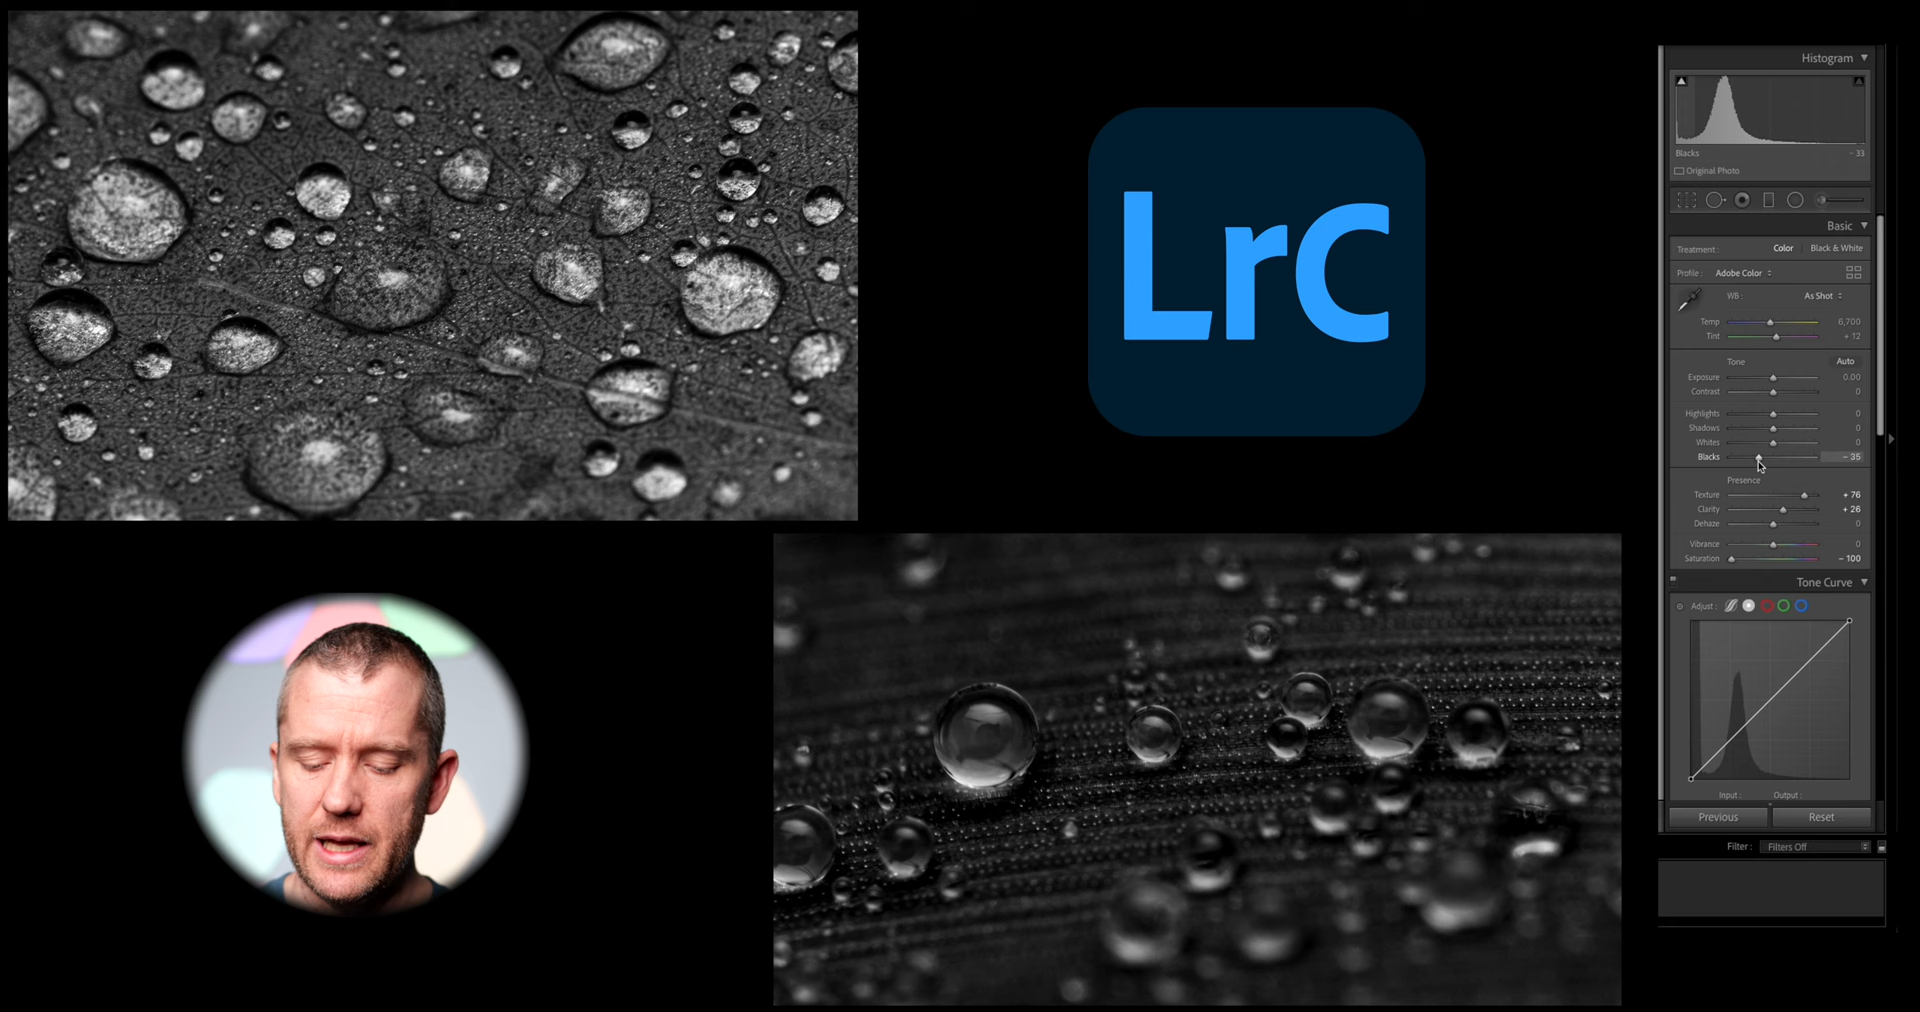 LrC
Histogram
Blacks - 33
Original Photo
Basic
Treatment : Color Black & White
Profile : Adobe Color
WB : As Shot
Temp 6,700
Tint + 12
Tone Auto
Exposure 0.00
Contrast 0
Highlights 0
Shadows 0
Whites 0
Blacks - 35
Presence
Texture + 76
Clarity + 26
Dehaze 0
Vibrance 0
Saturation - 100
Tone Curve
Adjust :
Input : Output :
Previous Reset
Filter : Filters Off